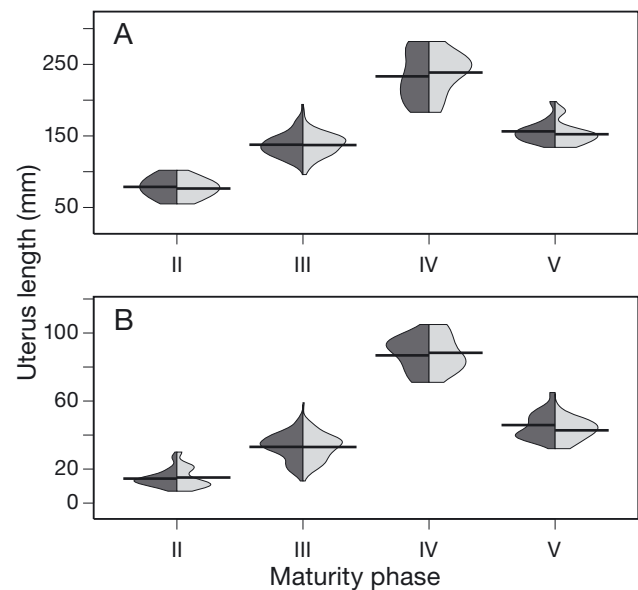 A
250
150
50
II III IV V
Uterus length (mm)
B
100
60
20
0
II III IV V
Maturity phase